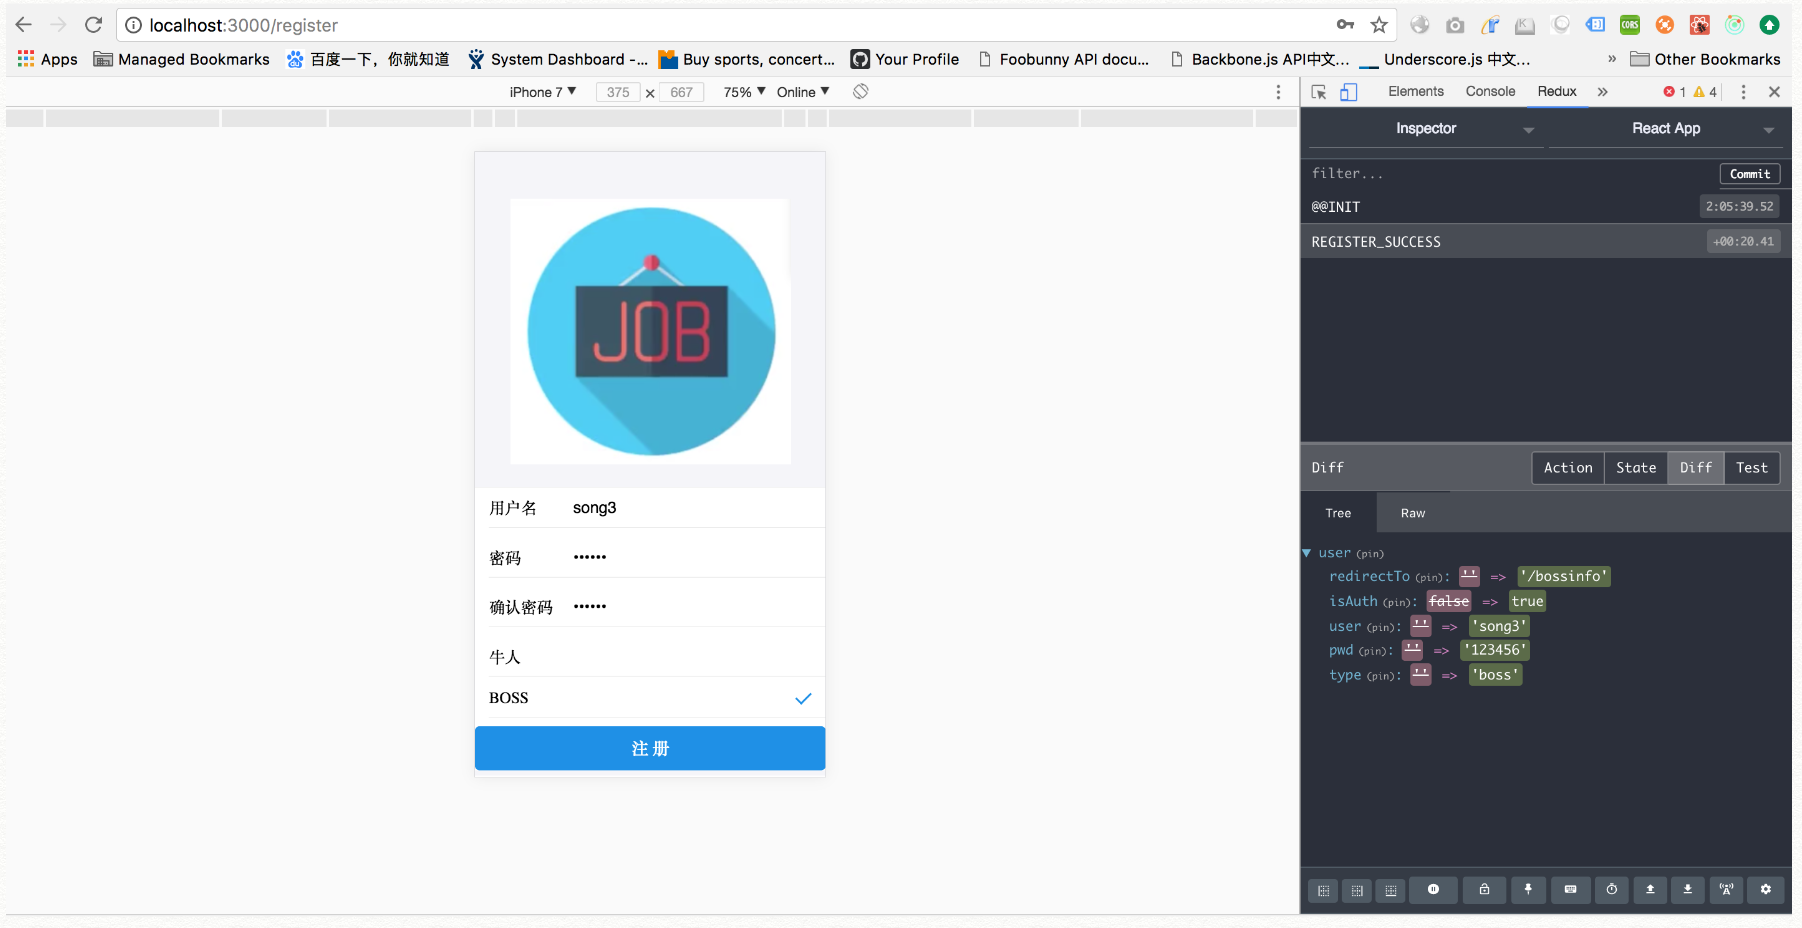 localhost:3000/register
Apps Managed Bookmarks 百度一下，你就知道 System Dashboard -... Buy sports, concert... Your Profile Foobunny API docu... Backbone.js API中文... Underscore.js 中文... » Other Bookmarks
iPhone 7 375 × 667 75% Online
Elements Console Redux » 1 4
Inspector React App
filter... Commit
@@INIT 2:05:39.52
REGISTER_SUCCESS +00:20.41
JOB
用户名 song3
密码 ••••••
确认密码 ••••••
牛人
BOSS
注 册
Diff Action State Diff Test
Tree Raw
user (pin)
redirectTo (pin): '' => '/bossinfo'
isAuth (pin): false => true
user (pin): '' => 'song3'
pwd (pin): '' => '123456'
type (pin): '' => 'boss'